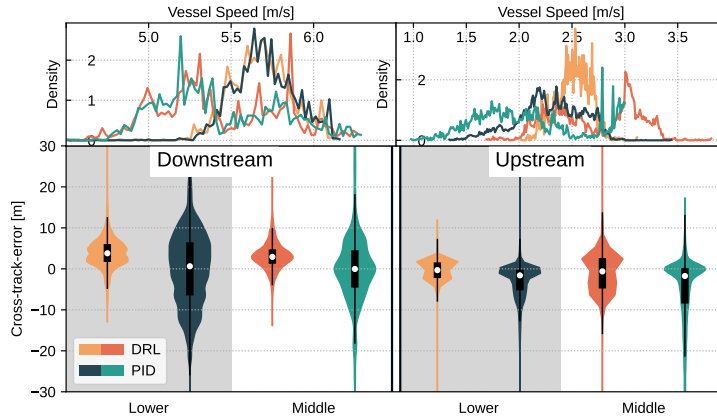 Vessel Speed [m/s] Vessel Speed [m/s]
5.0 5.5 6.0 1.0 1.5 2.0 2.5 3.0 3.5
Density 2 1 0
Density 2 0
Downstream Upstream
Cross-track-error [m]
30
20
10
0
−10
−20
−30
DRL
PID
Lower Middle Lower Middle